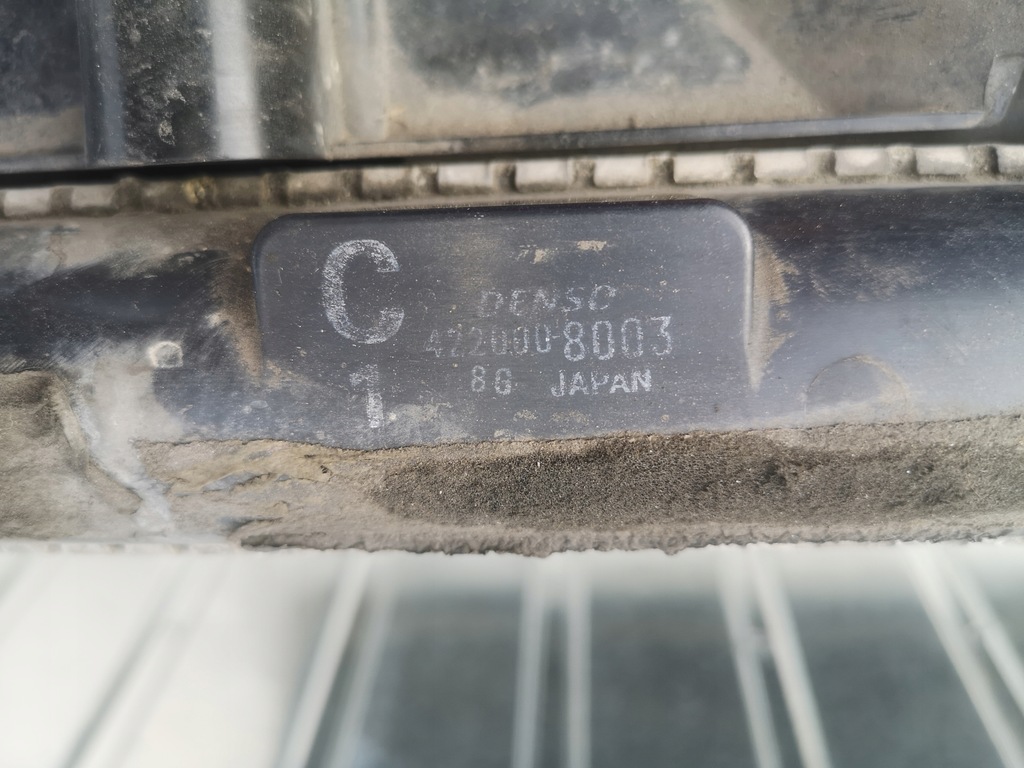 C
DENSO
422000-8003
1
8G JAPAN